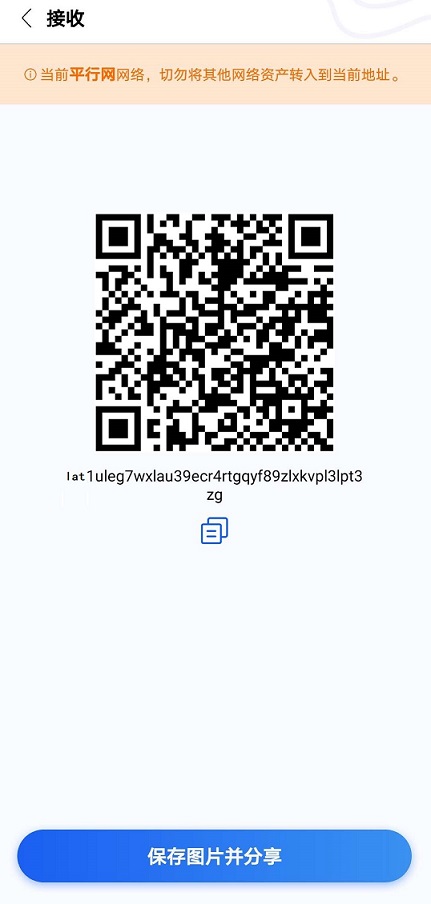 接收
当前平行网网络，切勿将其他网络资产转入到当前地址。
lat1uleg7wxlau39ecr4rtgqyf89zlxkvpl3lpt3
zg
保存图片并分享